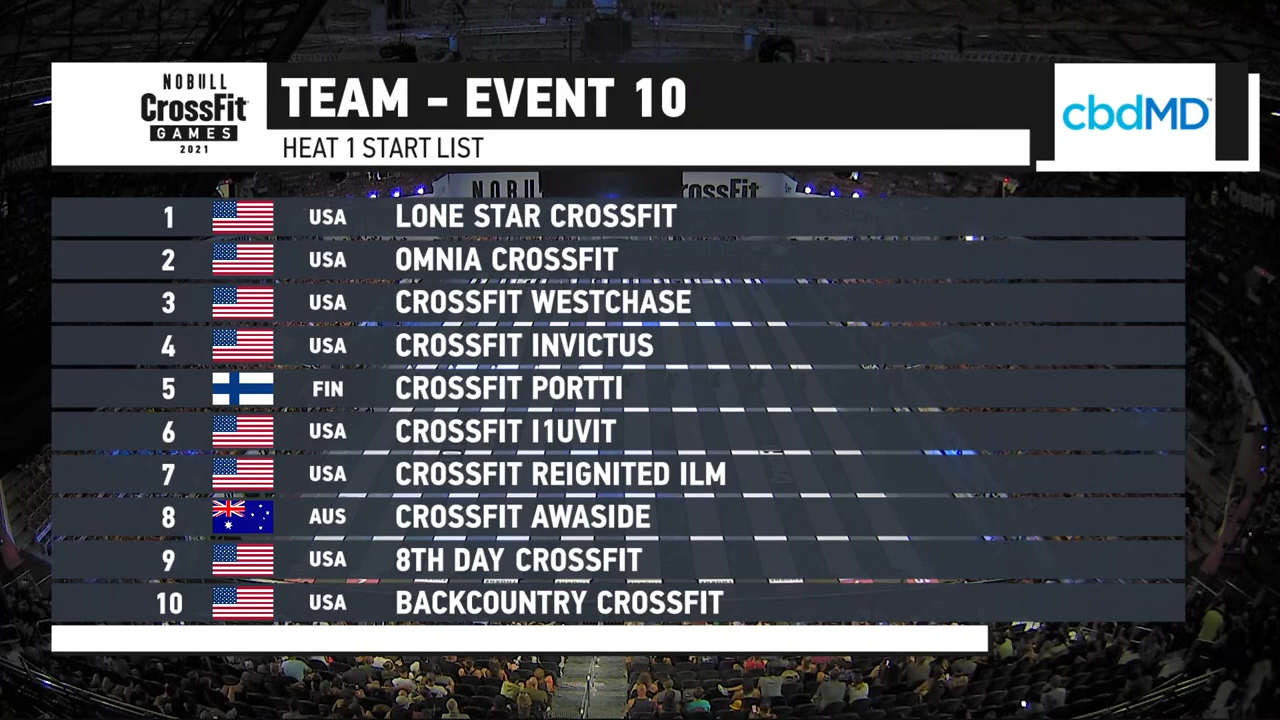 NOBULL
CrossFit
GAMES
2021
TEAM - EVENT 10
HEAT 1 START LIST
cbdMD
NOBU
rossFit
1 USA LONE STAR CROSSFIT
2 USA OMNIA CROSSFIT
3 USA CROSSFIT WESTCHASE
4 USA CROSSFIT INVICTUS
5 FIN CROSSFIT PORTTI
6 USA CROSSFIT I1UVIT
7 USA CROSSFIT REIGNITED ILM
8 AUS CROSSFIT AWASIDE
9 USA 8TH DAY CROSSFIT
10 USA BACKCOUNTRY CROSSFIT